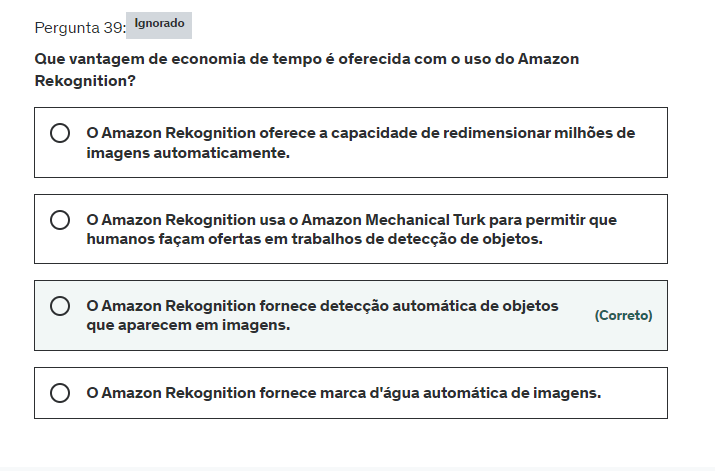 Pergunta 39: Ignorado
Que vantagem de economia de tempo é oferecida com o uso do Amazon
Rekognition?
O Amazon Rekognition oferece a capacidade de redimensionar milhões de
imagens automaticamente.
O Amazon Rekognition usa o Amazon Mechanical Turk para permitir que
humanos façam ofertas em trabalhos de detecção de objetos.
O Amazon Rekognition fornece detecção automática de objetos
que aparecem em imagens.
(Correto)
O Amazon Rekognition fornece marca d'água automática de imagens.